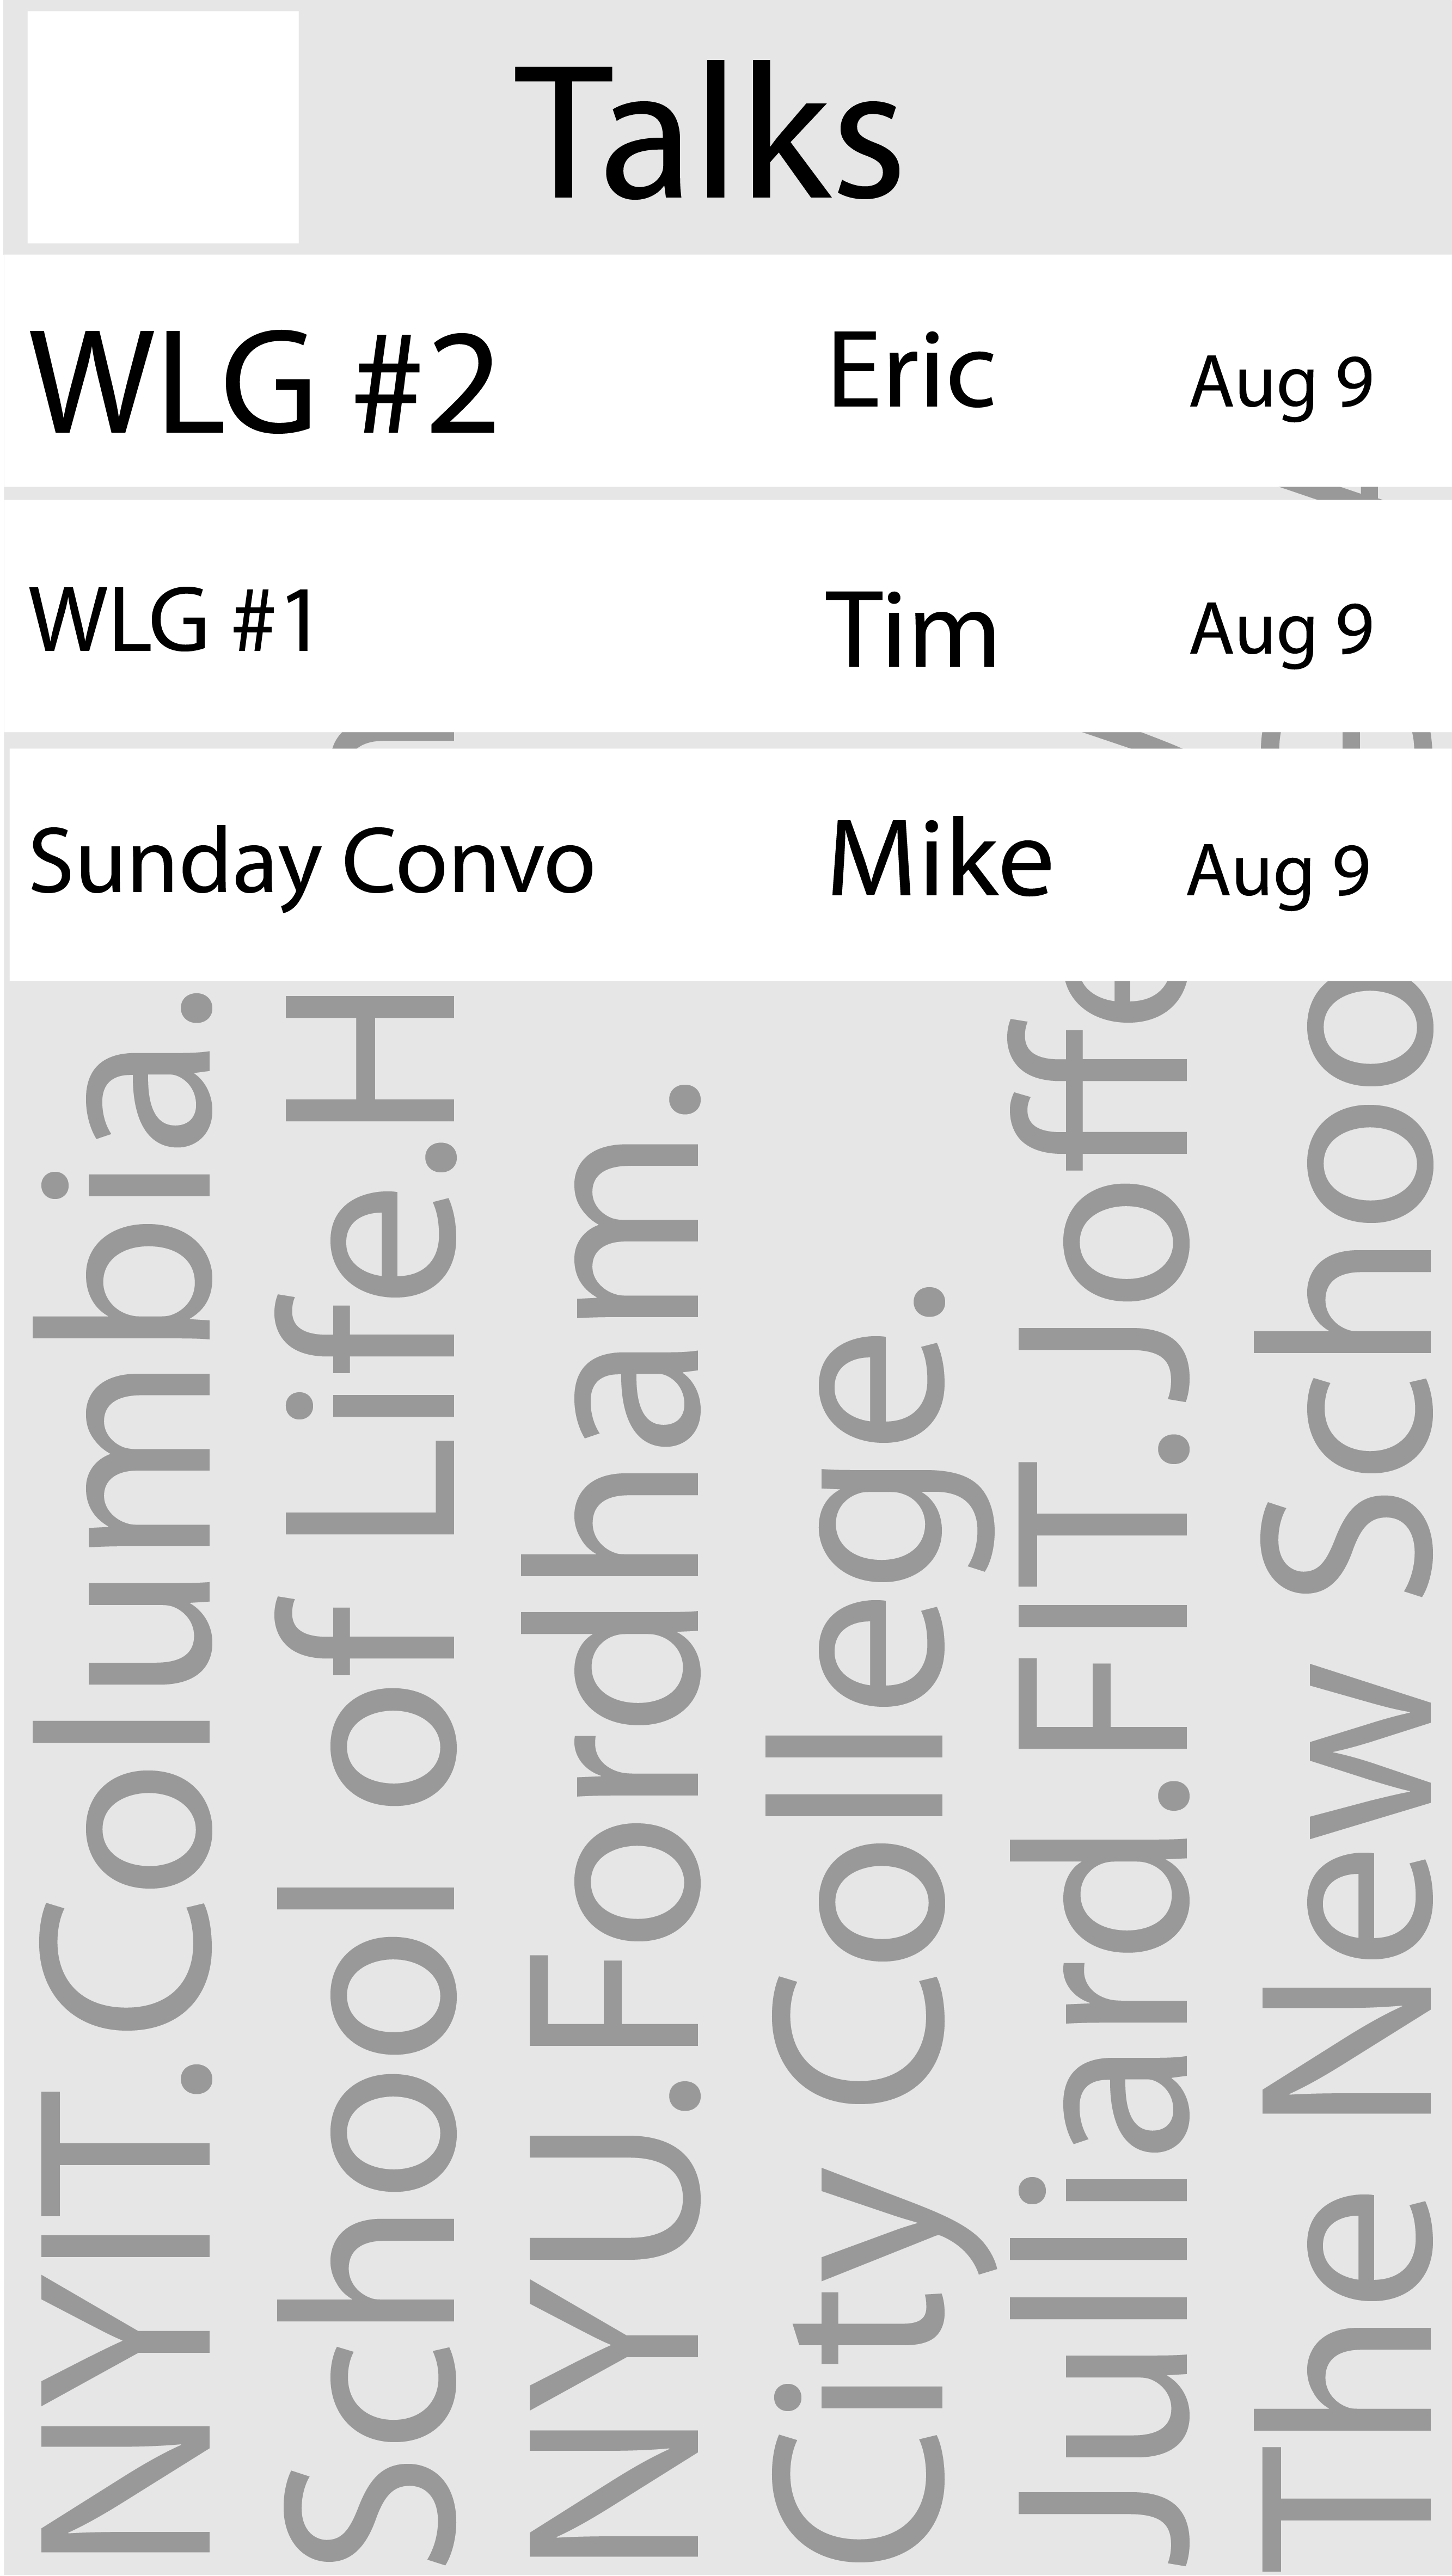 Talks
WLG #2 Eric Aug 9
WLG #1 Tim Aug 9
Sunday Convo Mike Aug 9
NYIT. Columbia.
School of Life. H
NYU. Fordham.
City College.
Julliard. FIT. Joffe
The New Schoo